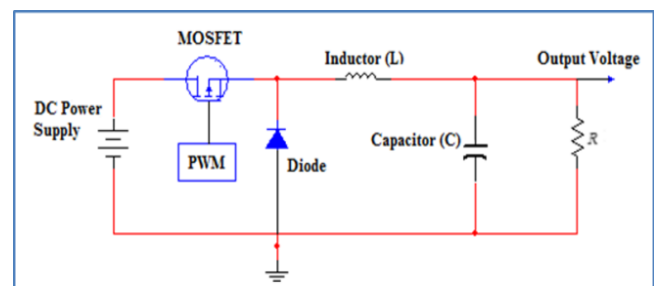 MOSFET
Inductor (L)
Output Voltage
DC Power
Supply
PWM
Diode
Capacitor (C)
R